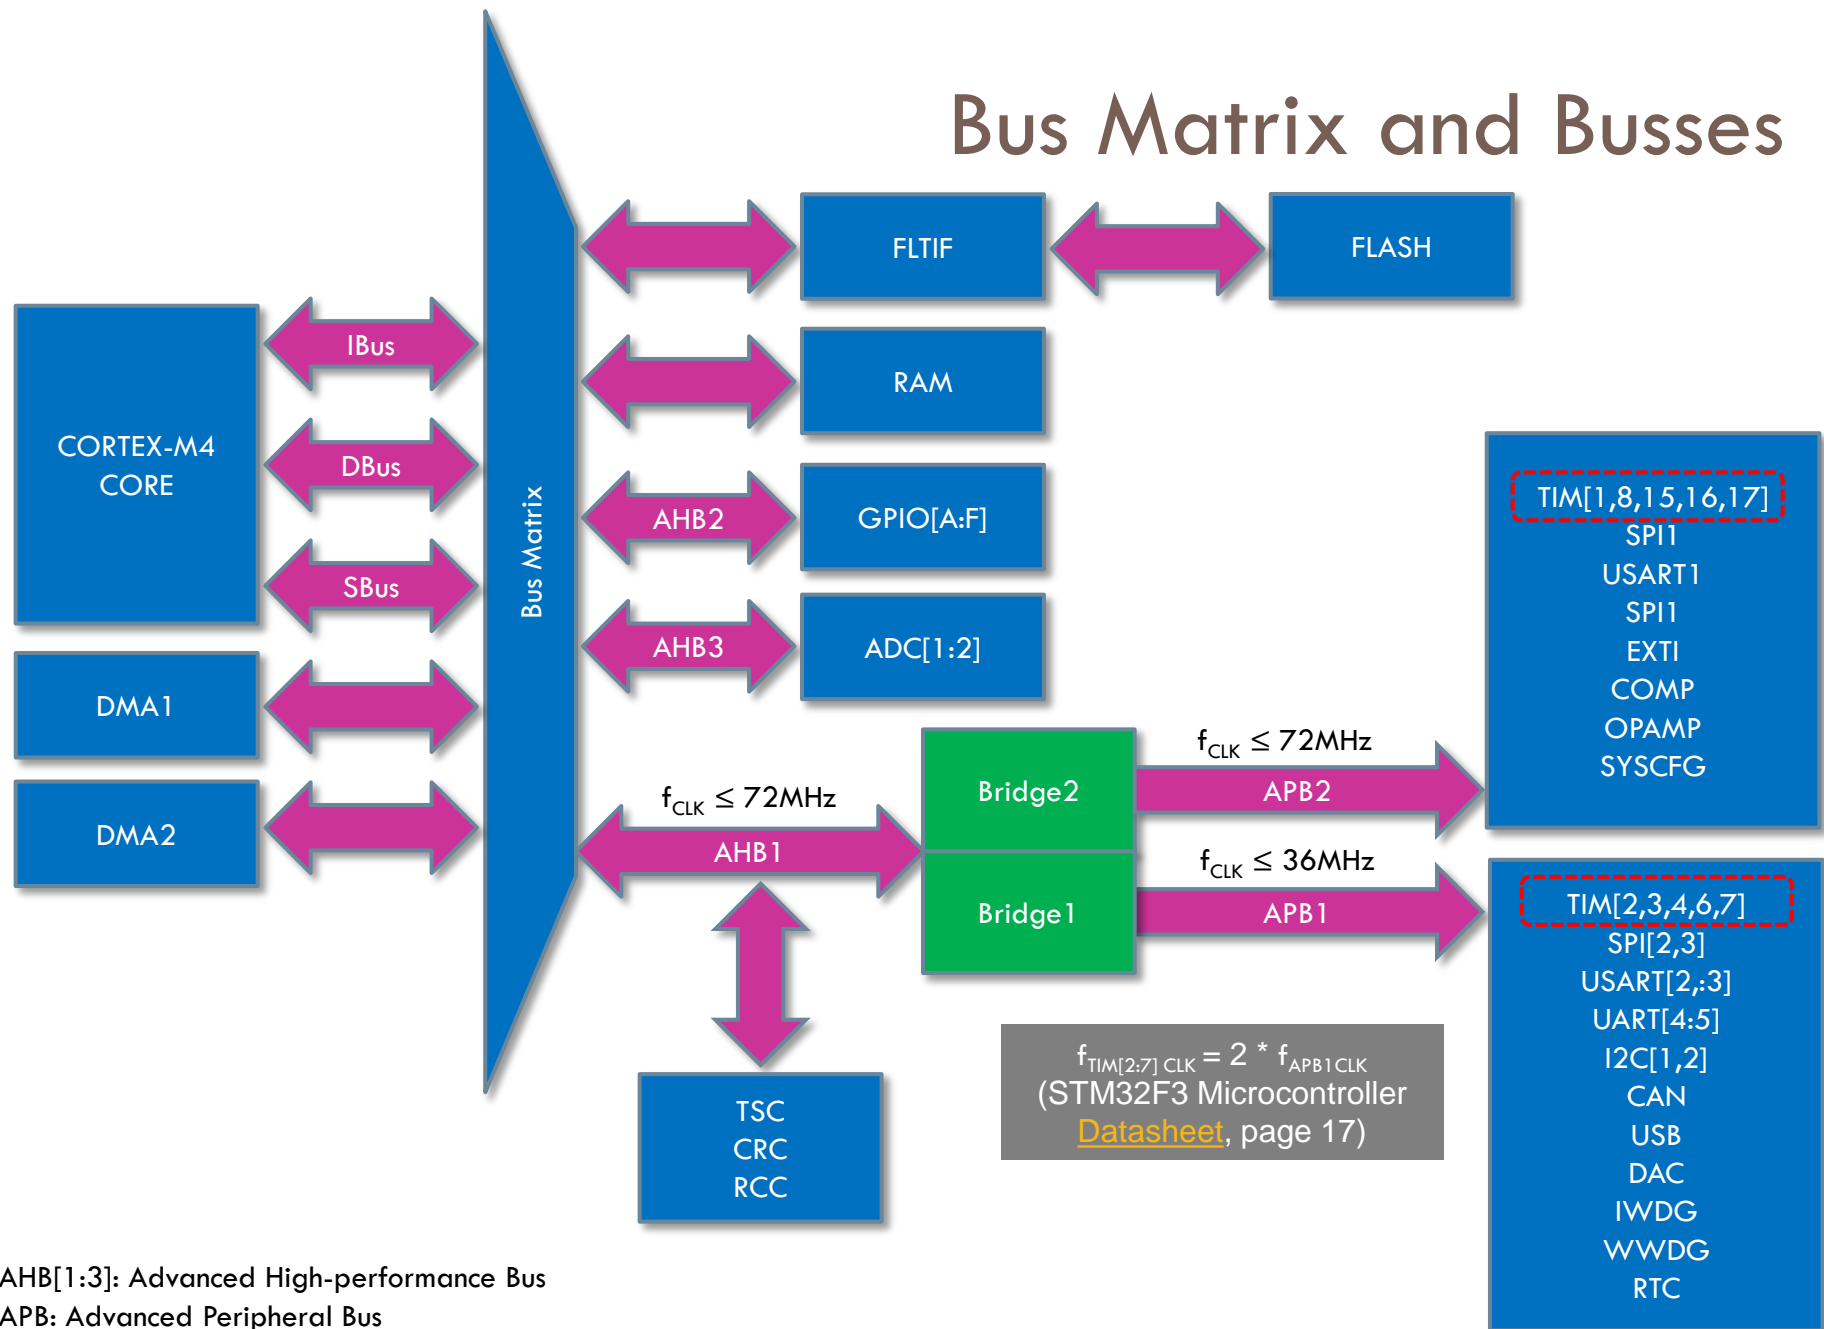 Bus Matrix and Busses
FLTIF
FLASH
IBus
RAM
CORTEX-M4
CORE
DBus
TIM[1,8,15,16,17]
AHB2
GPIO[A:F]
SPI1
USART1
SBus
Bus Matrix
SPI1
AHB3
ADC[1:2]
EXTI
COMP
DMA1
OPAMP
SYSCFG
fCLK ≤ 72MHz
Bridge2
APB2
fCLK ≤ 72MHz
DMA2
AHB1
fCLK ≤ 36MHz
Bridge1
APB1
TIM[2,3,4,6,7]
SPI[2,3]
USART[2,:3]
UART[4:5]
I2C[1,2]
CAN
USB
DAC
IWDG
WWDG
RTC
fTIM[2:7] CLK = 2 * fAPB1CLK
(STM32F3 Microcontroller
Datasheet, page 17)
TSC
CRC
RCC
AHB[1:3]: Advanced High-performance Bus
APB: Advanced Peripheral Bus